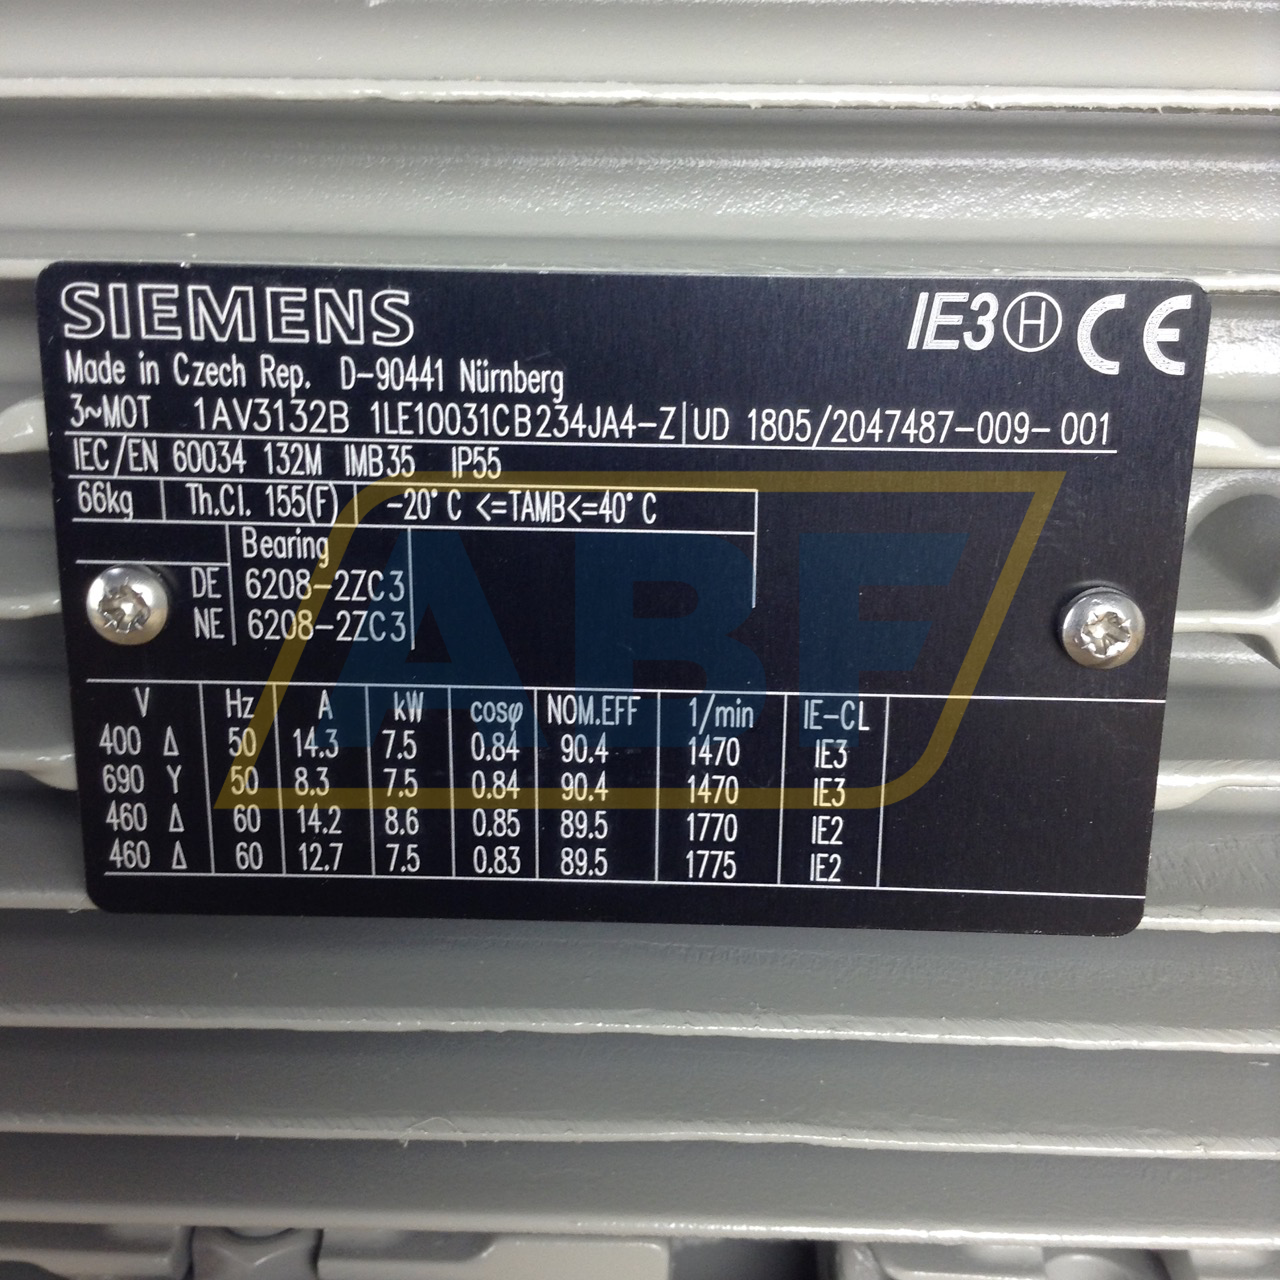 SIEMENS IE3 H CE
Made in Czech Rep. D-90441 Nürnberg
3~MOT 1AV3132B 1LE10031CB234JA4-Z UD 1805/2047487-009-001
IEC/EN 60034 132M IMB35 IP55
66kg Th.Cl. 155(F) -20°C <=TAMB<=40°C
Bearing
DE 6208-2ZC3
NE 6208-2ZC3
V Hz A kW cosφ NOM.EFF 1/min IE-CL
400 Δ 50 14.3 7.5 0.84 90.4 1470 IE3
690 Y 50 8.3 7.5 0.84 90.4 1470 IE3
460 Δ 60 14.2 8.6 0.85 89.5 1770 IE2
460 Δ 60 12.7 7.5 0.83 89.5 1775 IE2
ABF